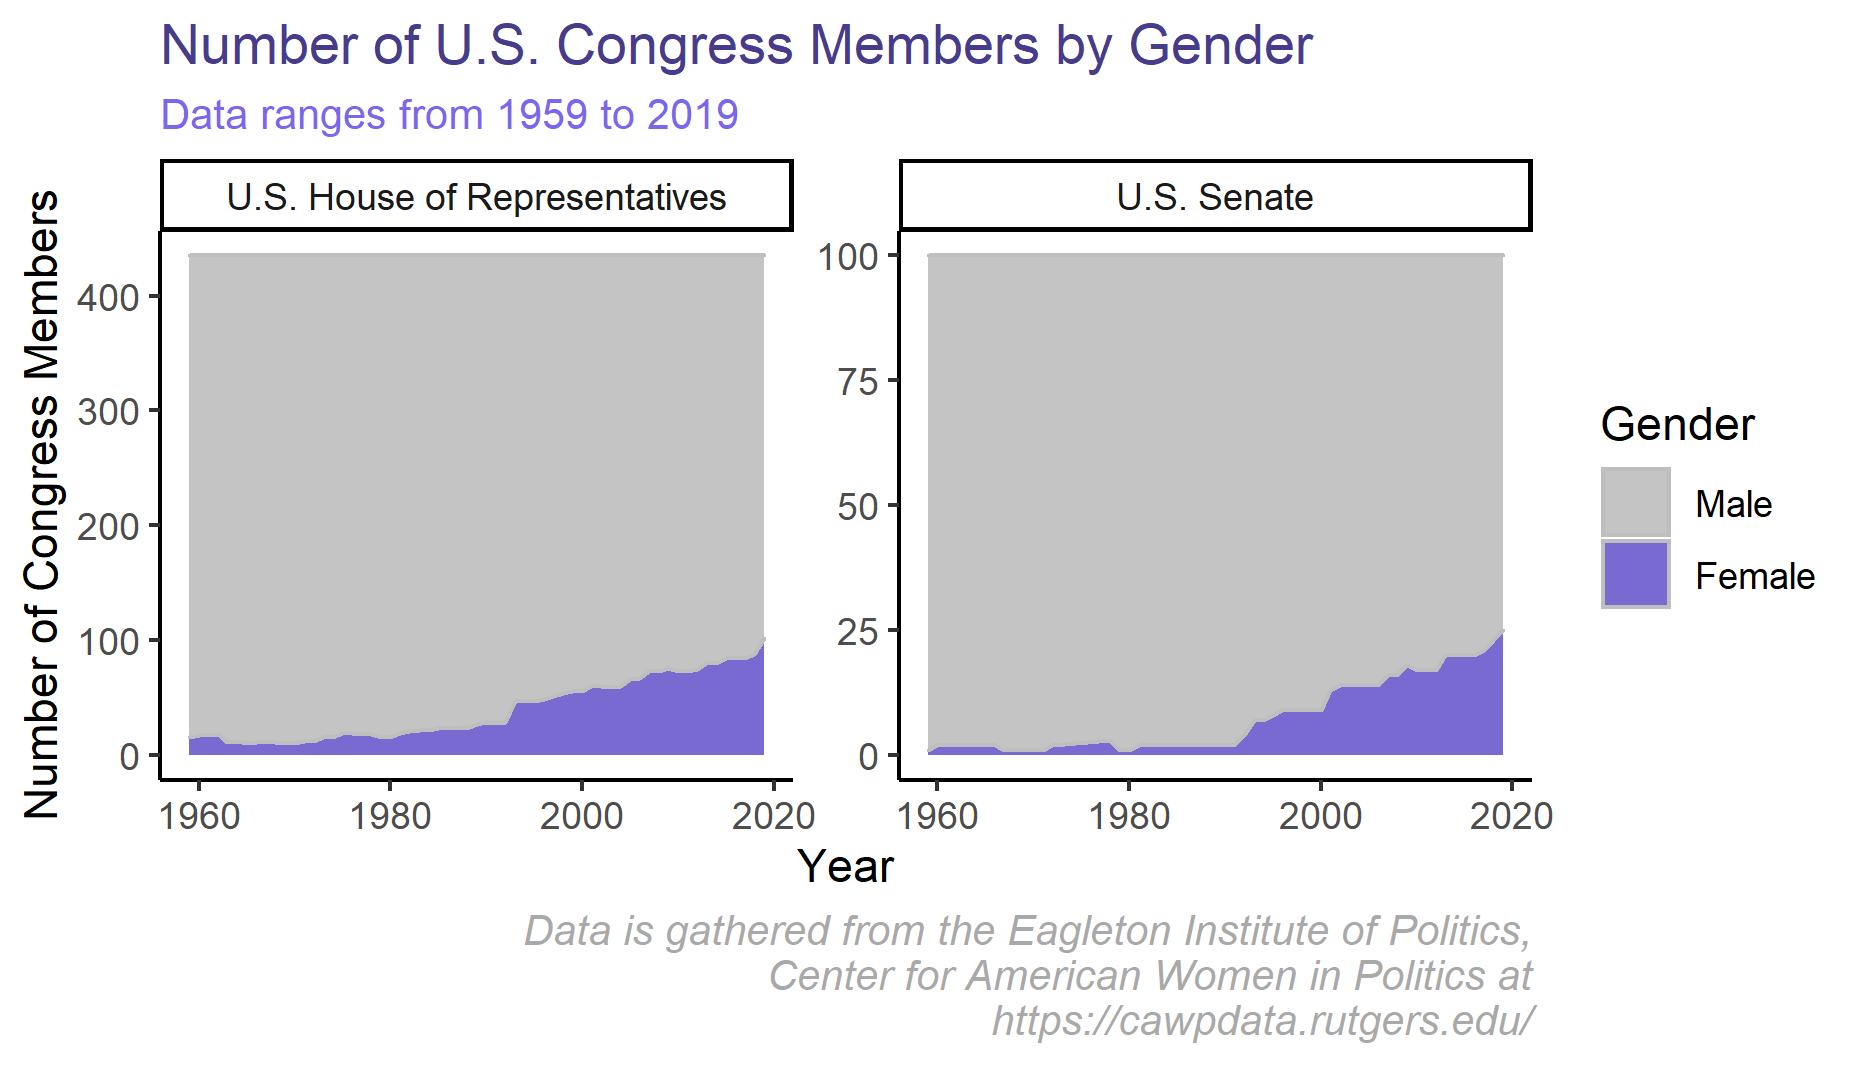 Number of U.S. Congress Members by Gender
Data ranges from 1959 to 2019
U.S. House of Representatives
U.S. Senate
Number of Congress Members
400
300
200
100
0
100
75
50
25
0
1960 1980 2000 2020
1960 1980 2000 2020
Year
Gender
Male
Female
Data is gathered from the Eagleton Institute of Politics,
Center for American Women in Politics at
https://cawpdata.rutgers.edu/